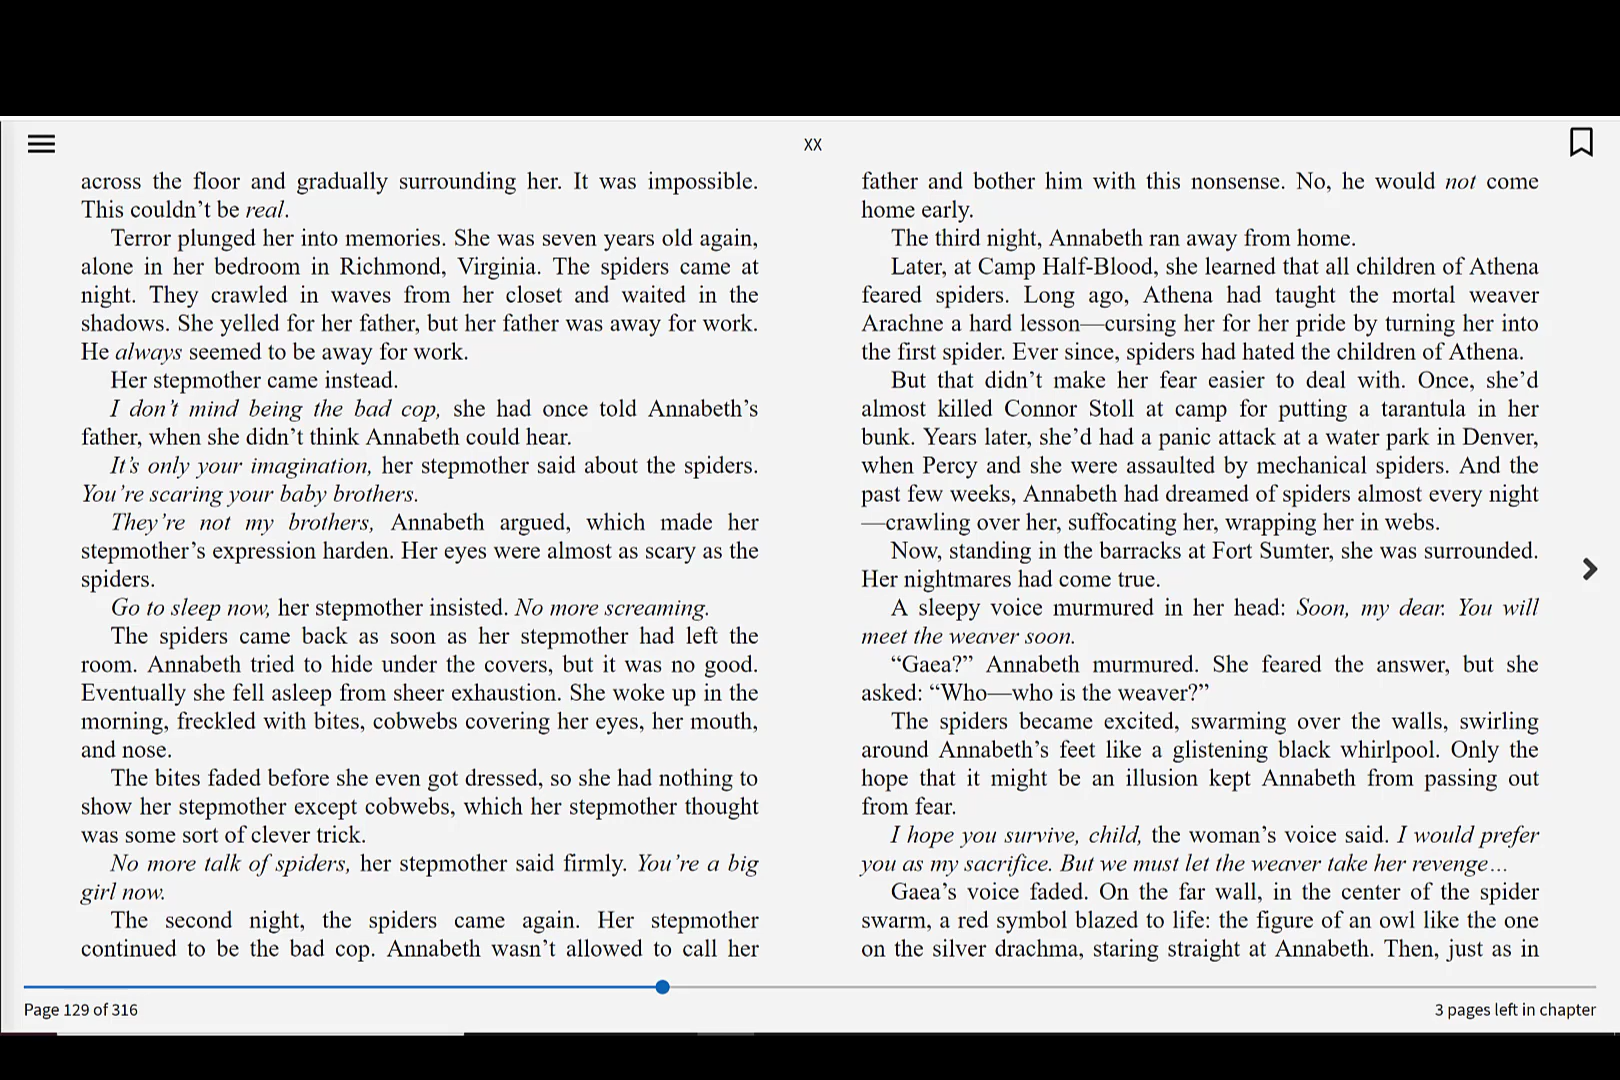 XX
across the floor and gradually surrounding her. It was impossible.
This couldn’t be real.
Terror plunged her into memories. She was seven years old again,
alone in her bedroom in Richmond, Virginia. The spiders came at
night. They crawled in waves from her closet and waited in the
shadows. She yelled for her father, but her father was away for work.
He always seemed to be away for work.
Her stepmother came instead.
I don’t mind being the bad cop, she had once told Annabeth’s
father, when she didn’t think Annabeth could hear.
It’s only your imagination, her stepmother said about the spiders.
You’re scaring your baby brothers.
They’re not my brothers, Annabeth argued, which made her
stepmother’s expression harden. Her eyes were almost as scary as the
spiders.
Go to sleep now, her stepmother insisted. No more screaming.
The spiders came back as soon as her stepmother had left the
room. Annabeth tried to hide under the covers, but it was no good.
Eventually she fell asleep from sheer exhaustion. She woke up in the
morning, freckled with bites, cobwebs covering her eyes, her mouth,
and nose.
The bites faded before she even got dressed, so she had nothing to
show her stepmother except cobwebs, which her stepmother thought
was some sort of clever trick.
No more talk of spiders, her stepmother said firmly. You’re a big
girl now.
The second night, the spiders came again. Her stepmother
continued to be the bad cop. Annabeth wasn’t allowed to call her
father and bother him with this nonsense. No, he would not come
home early.
The third night, Annabeth ran away from home.
Later, at Camp Half-Blood, she learned that all children of Athena
feared spiders. Long ago, Athena had taught the mortal weaver
Arachne a hard lesson—cursing her for her pride by turning her into
the first spider. Ever since, spiders had hated the children of Athena.
But that didn’t make her fear easier to deal with. Once, she’d
almost killed Connor Stoll at camp for putting a tarantula in her
bunk. Years later, she’d had a panic attack at a water park in Denver,
when Percy and she were assaulted by mechanical spiders. And the
past few weeks, Annabeth had dreamed of spiders almost every night
—crawling over her, suffocating her, wrapping her in webs.
Now, standing in the barracks at Fort Sumter, she was surrounded.
Her nightmares had come true.
A sleepy voice murmured in her head: Soon, my dear. You will
meet the weaver soon.
“Gaea?” Annabeth murmured. She feared the answer, but she
asked: “Who—who is the weaver?”
The spiders became excited, swarming over the walls, swirling
around Annabeth’s feet like a glistening black whirlpool. Only the
hope that it might be an illusion kept Annabeth from passing out
from fear.
I hope you survive, child, the woman’s voice said. I would prefer
you as my sacrifice. But we must let the weaver take her revenge…
Gaea’s voice faded. On the far wall, in the center of the spider
swarm, a red symbol blazed to life: the figure of an owl like the one
on the silver drachma, staring straight at Annabeth. Then, just as in
Page 129 of 316
3 pages left in chapter